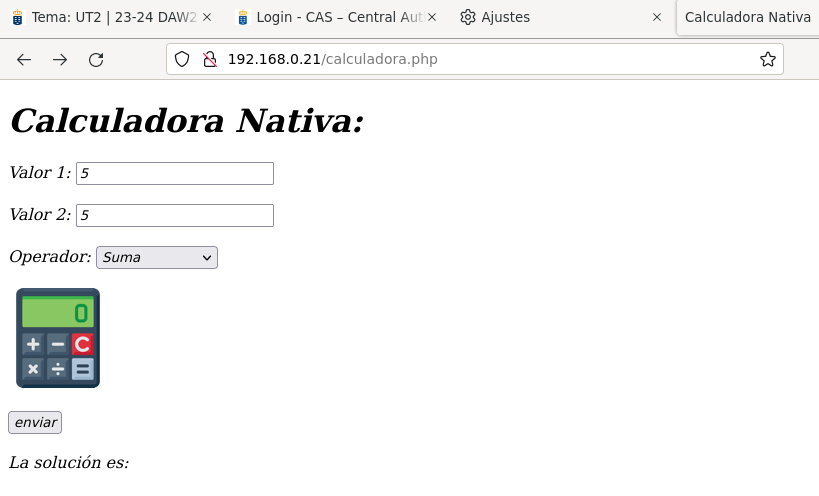 Tema: UT2 | 23-24 DAW2
Login - CAS – Central Aut
Ajustes
Calculadora Nativa
192.168.0.21/calculadora.php
Calculadora Nativa:
Valor 1: 5
Valor 2: 5
Operador: Suma
0
+ − C
× ÷ =
enviar
La solución es: